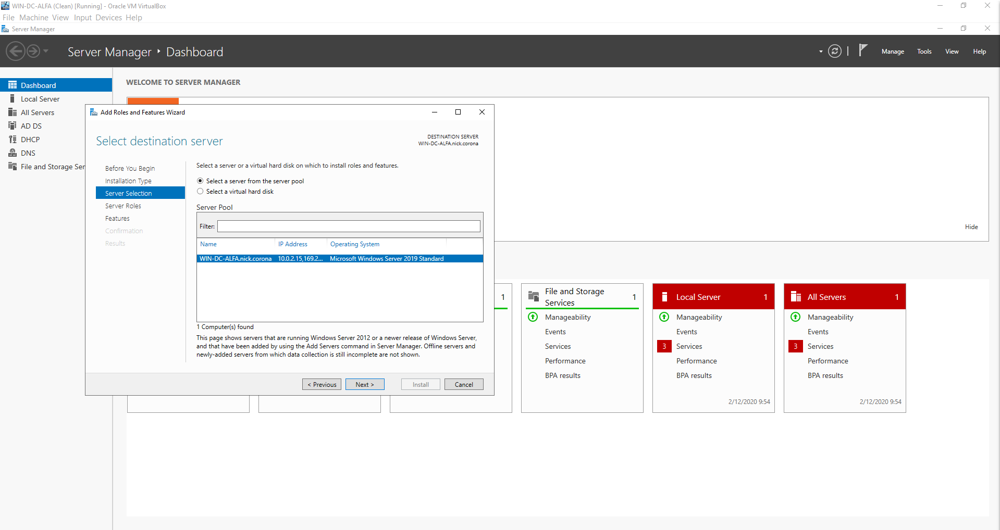 WIN-DC-ALFA (Clean) [Running] - Oracle VM VirtualBox
File Machine View Input Devices Help
Server Manager
Server Manager ‣ Dashboard
Manage Tools View Help
Dashboard
Local Server
All Servers
AD DS
DHCP
DNS
File and Storage Ser
WELCOME TO SERVER MANAGER
Hide
Add Roles and Features Wizard
Select destination server
DESTINATION SERVER
WIN-DC-ALFA.nick.corona
Before You Begin
Installation Type
Server Selection
Server Roles
Features
Confirmation
Results
Select a server or a virtual hard disk on which to install roles and features.
Select a server from the server pool
Select a virtual hard disk
Server Pool
Filter:
Name IP Address Operating System
WIN-DC-ALFA.nick.corona 10.0.2.15,169.2... Microsoft Windows Server 2019 Standard
1 Computer(s) found
This page shows servers that are running Windows Server 2012 or a newer release of Windows Server,
and that have been added by using the Add Servers command in Server Manager. Offline servers and
newly-added servers from which data collection is still incomplete are not shown.
< Previous Next > Install Cancel
1
File and Storage
Services
1
Manageability
Events
Services
Performance
BPA results
Local Server 1
Manageability
Events
3 Services
Performance
BPA results
2/12/2020 9:54
All Servers 1
Manageability
Events
3 Services
Performance
BPA results
2/12/2020 9:54